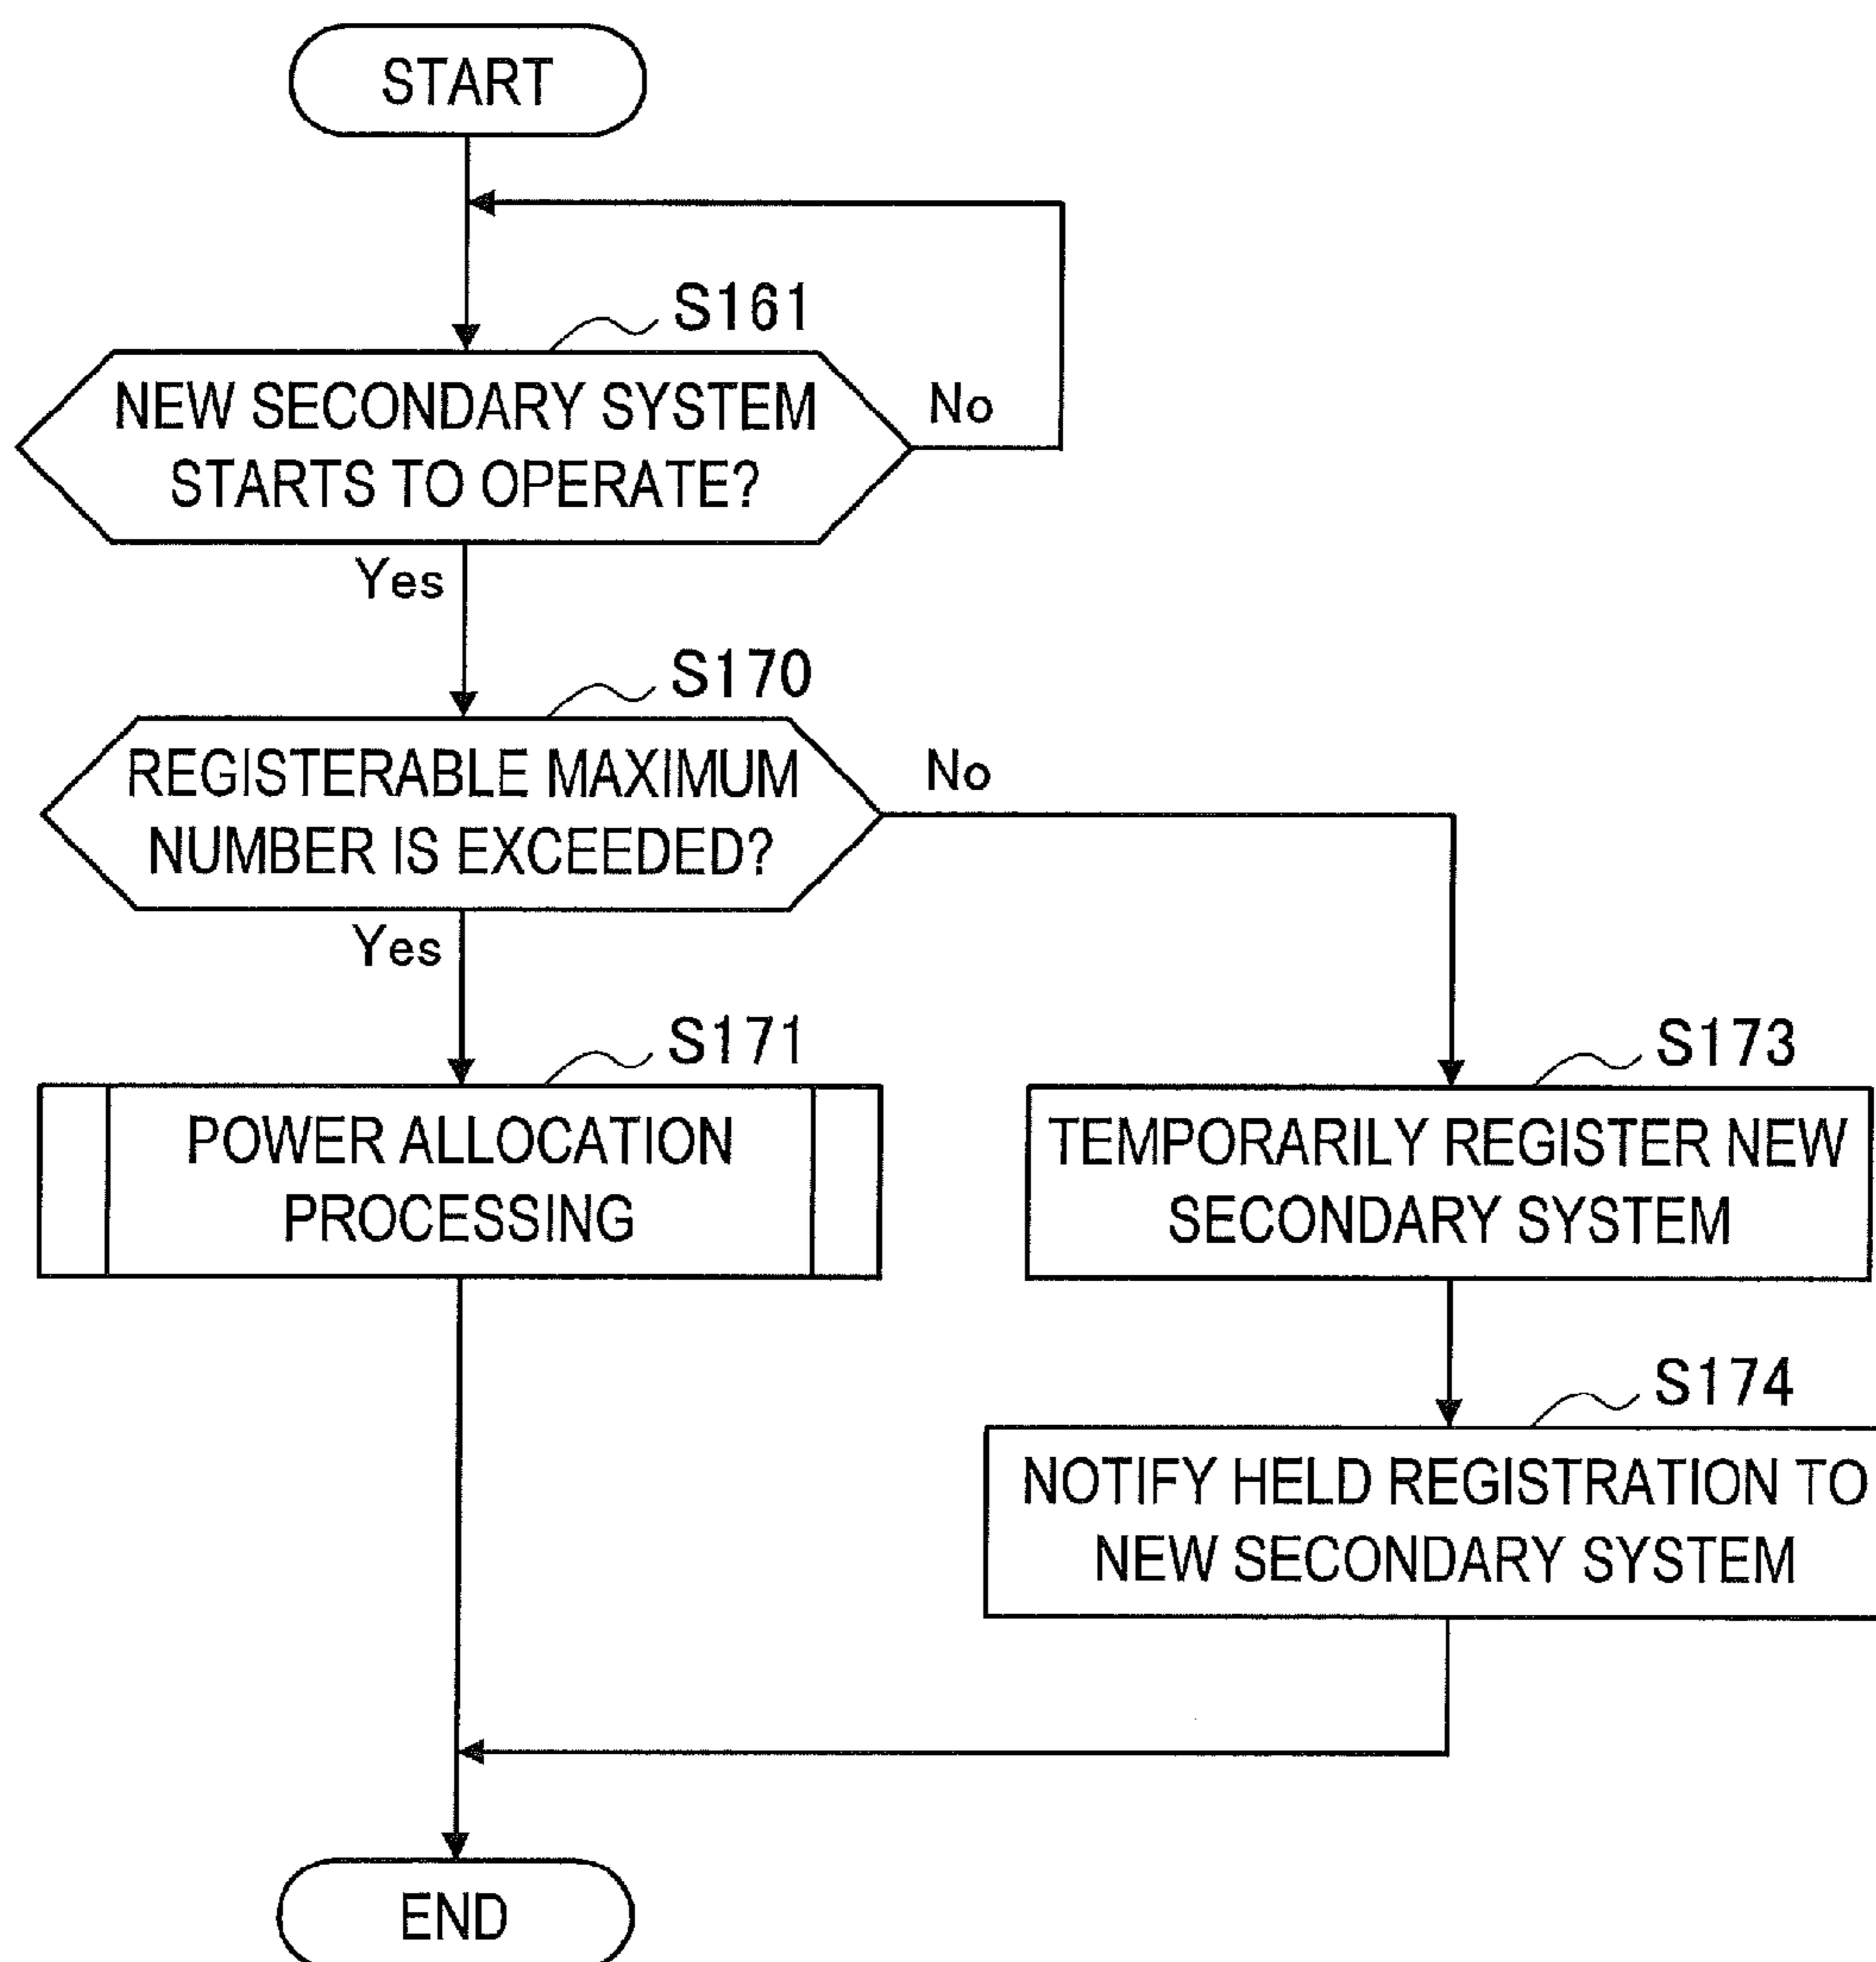 START
S161
NEW SECONDARY SYSTEM
STARTS TO OPERATE?
No
Yes
S170
REGISTERABLE MAXIMUM
NUMBER IS EXCEEDED?
No
Yes
S171
POWER ALLOCATION
PROCESSING
S173
TEMPORARILY REGISTER NEW
SECONDARY SYSTEM
S174
NOTIFY HELD REGISTRATION TO
NEW SECONDARY SYSTEM
END